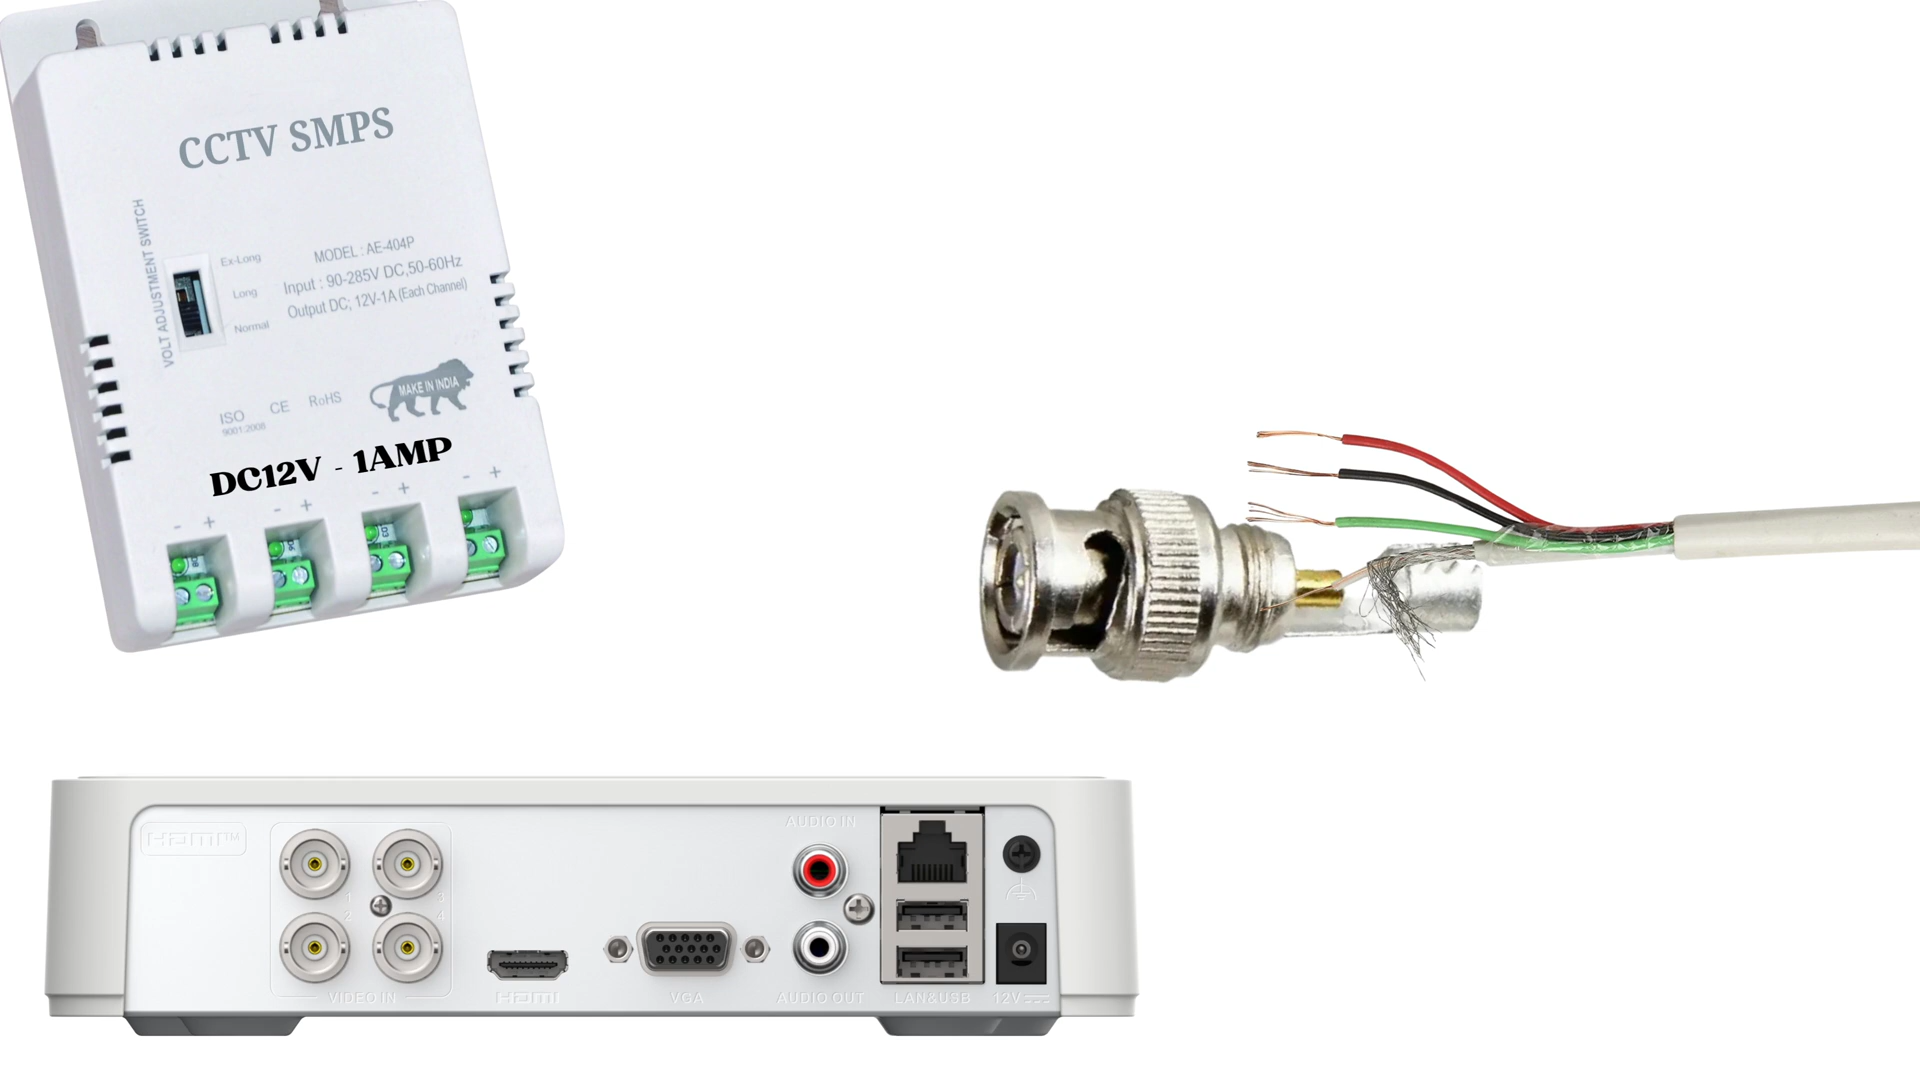 CCTV SMPS
VOLT ADJUSTMENT SWITCH
Ex-Long
Long
Normal
MODEL : AE-404P
Input : 90-285V DC,50-60Hz
Output DC; 12V-1A (Each Channel)
ISO
9001:2008
CE
RoHS
MAKE IN INDIA
DC12V - 1AMP
- +
- +
- +
- +
HDMI™
AUDIO IN
1
3
2
4
VIDEO IN
HDMI
VGA
AUDIO OUT
LAN&USB
12V